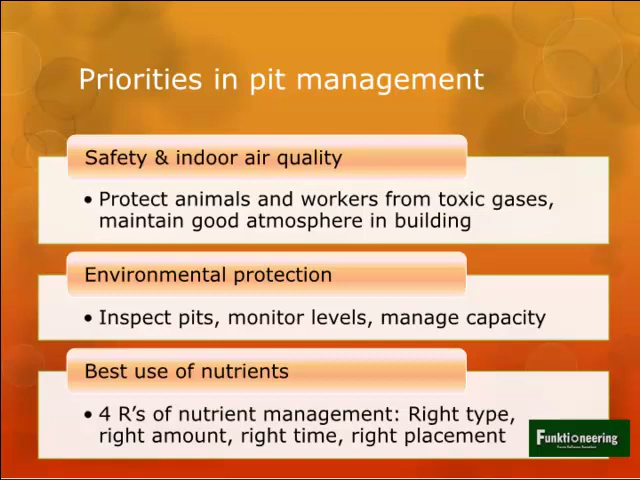 Priorities in pit management
Safety & indoor air quality
• Protect animals and workers from toxic gases,
maintain good atmosphere in building
Environmental protection
• Inspect pits, monitor levels, manage capacity
Best use of nutrients
• 4 R’s of nutrient management: Right type,
right amount, right time, right placement
Funktioneering